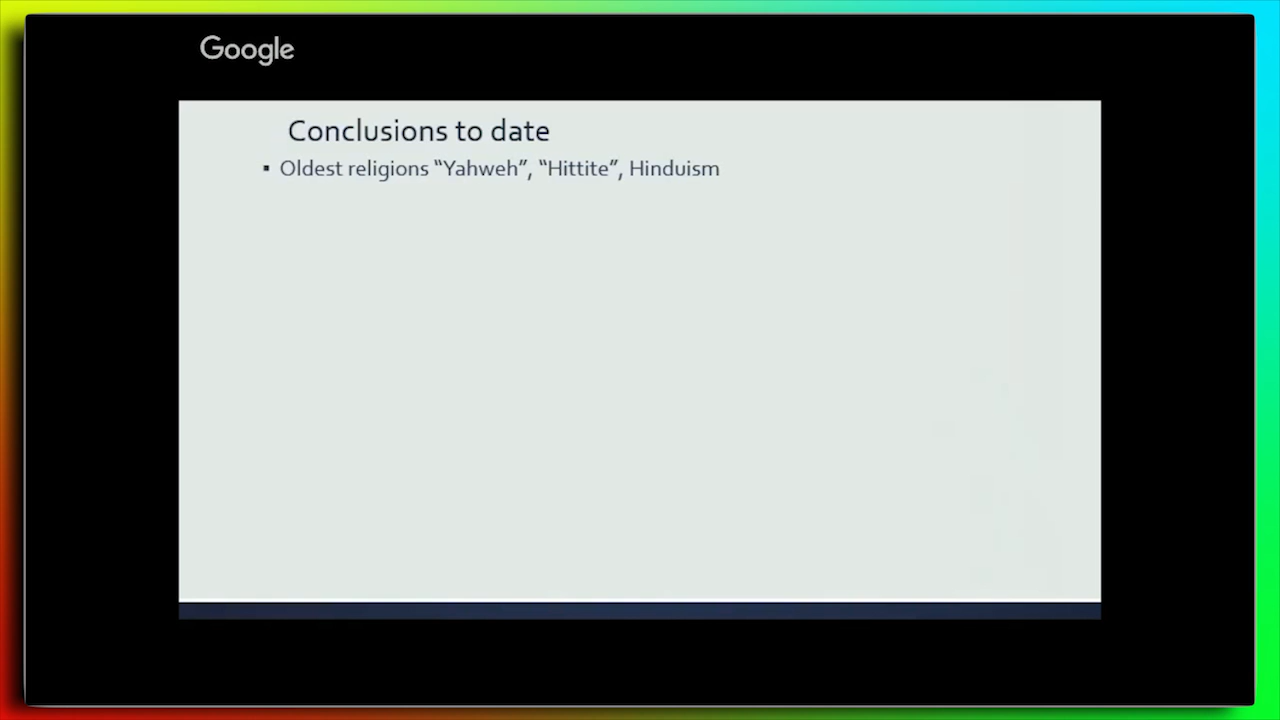 Google
Conclusions to date
▪ Oldest religions “Yahweh”, “Hittite”, Hinduism